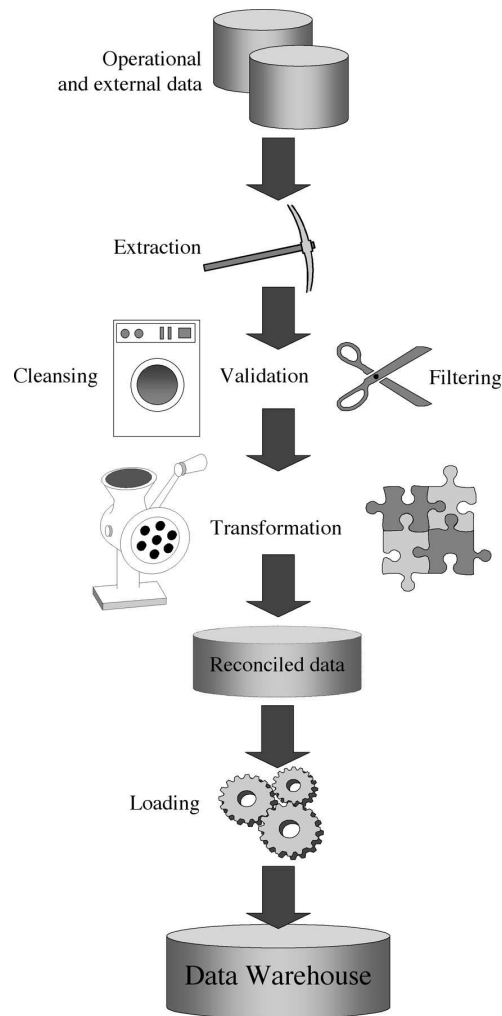 Operational
and external data
Extraction
Cleansing
Validation
Filtering
Transformation
Reconciled data
Loading
Data Warehouse